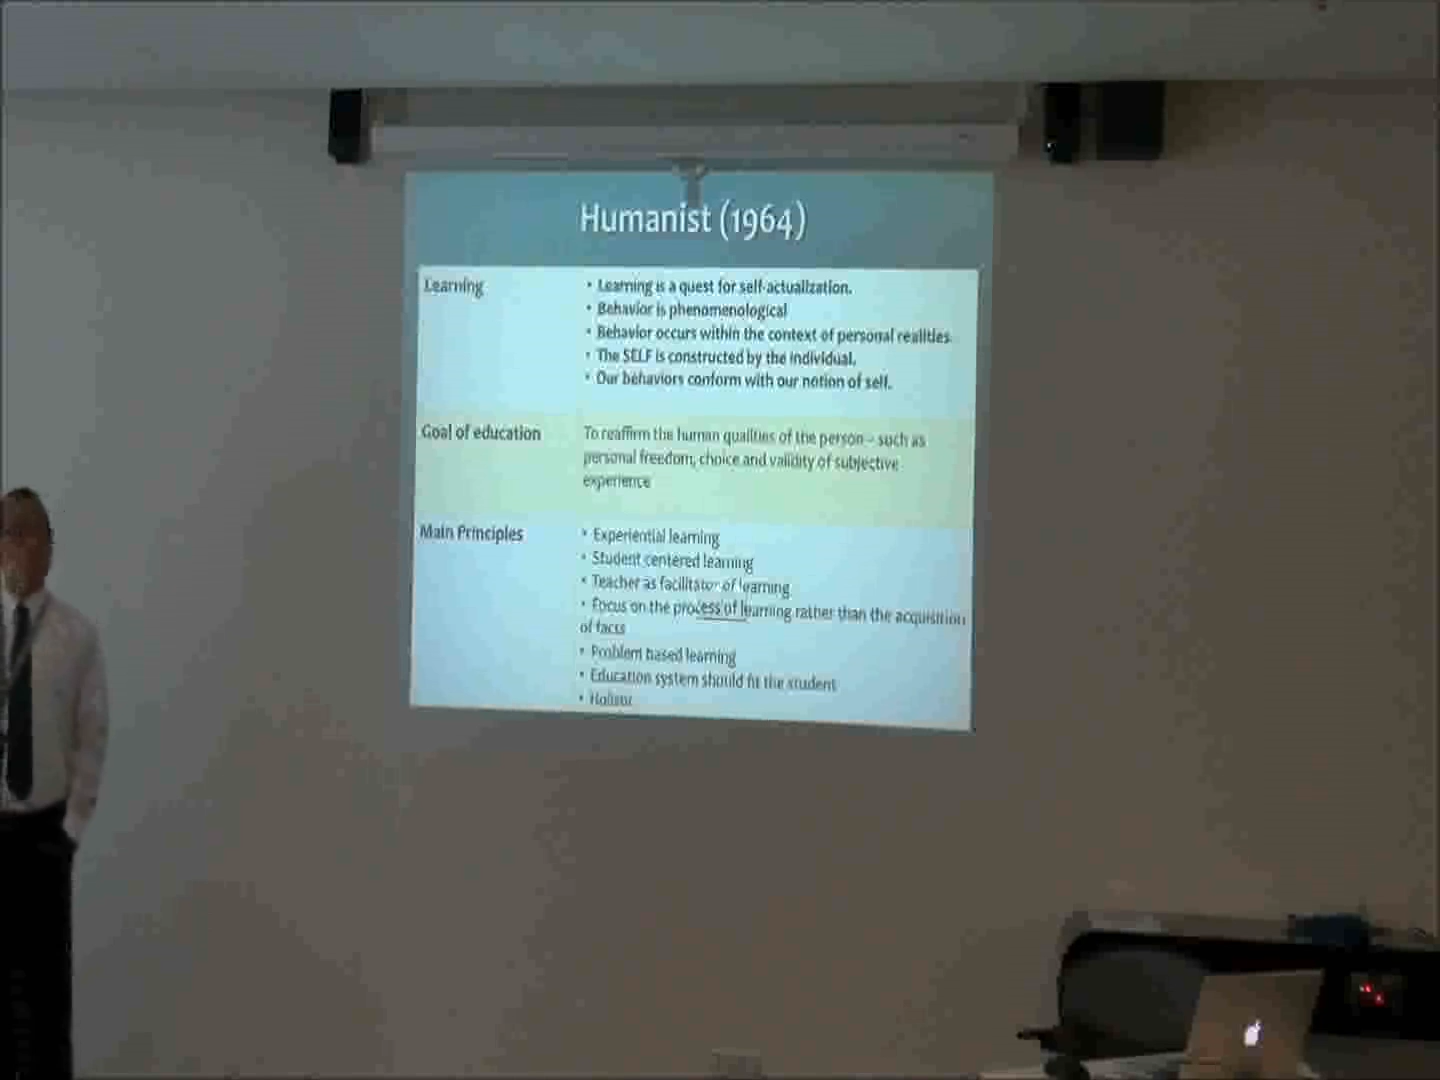 Humanist (1964)
Learning
• Learning is a quest for self-actualization.
• Behavior is phenomenological
• Behavior occurs within the context of personal realities.
• The SELF is constructed by the individual.
• Our behaviors conform with our notion of self.
Goal of education
To reaffirm the human qualities of the person – such as
personal freedom, choice and validity of subjective
experience
Main Principles
• Experiential learning
• Student centered learning
• Teacher as facilitator of learning
• Focus on the process of learning rather than the acquisition
of facts
• Problem based learning
• Education system should fit the student
• Holistic